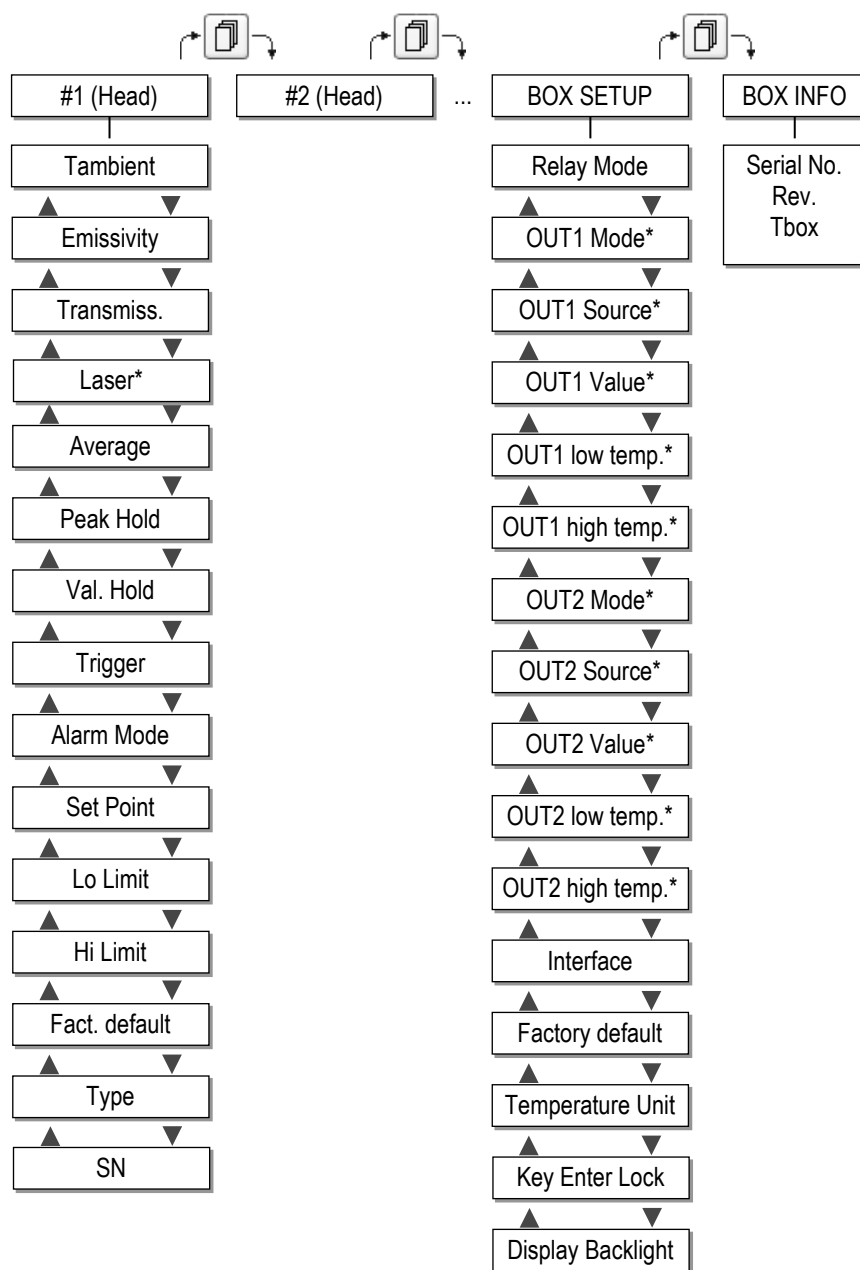 #1 (Head)
#2 (Head)
...
BOX SETUP
BOX INFO
Tambient
Emissivity
Transmiss.
Laser*
Average
Peak Hold
Val. Hold
Trigger
Alarm Mode
Set Point
Lo Limit
Hi Limit
Fact. default
Type
SN
Relay Mode
OUT1 Mode*
OUT1 Source*
OUT1 Value*
OUT1 low temp.*
OUT1 high temp.*
OUT2 Mode*
OUT2 Source*
OUT2 Value*
OUT2 low temp.*
OUT2 high temp.*
Interface
Factory default
Temperature Unit
Key Enter Lock
Display Backlight
Serial No.
Rev.
Tbox